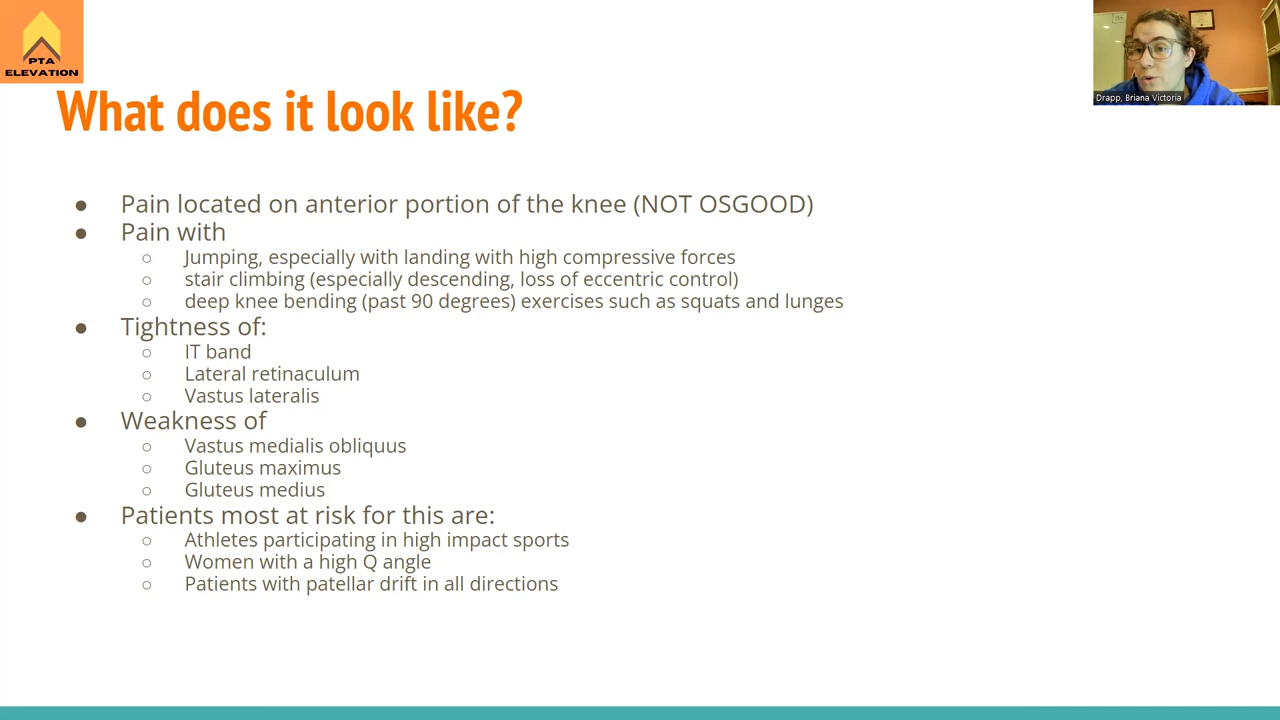 PTA
ELEVATION
Drapp, Briana Victoria
What does it look like?
● Pain located on anterior portion of the knee (NOT OSGOOD)
● Pain with
○ Jumping, especially with landing with high compressive forces
○ stair climbing (especially descending, loss of eccentric control)
○ deep knee bending (past 90 degrees) exercises such as squats and lunges
● Tightness of:
○ IT band
○ Lateral retinaculum
○ Vastus lateralis
● Weakness of
○ Vastus medialis obliquus
○ Gluteus maximus
○ Gluteus medius
● Patients most at risk for this are:
○ Athletes participating in high impact sports
○ Women with a high Q angle
○ Patients with patellar drift in all directions